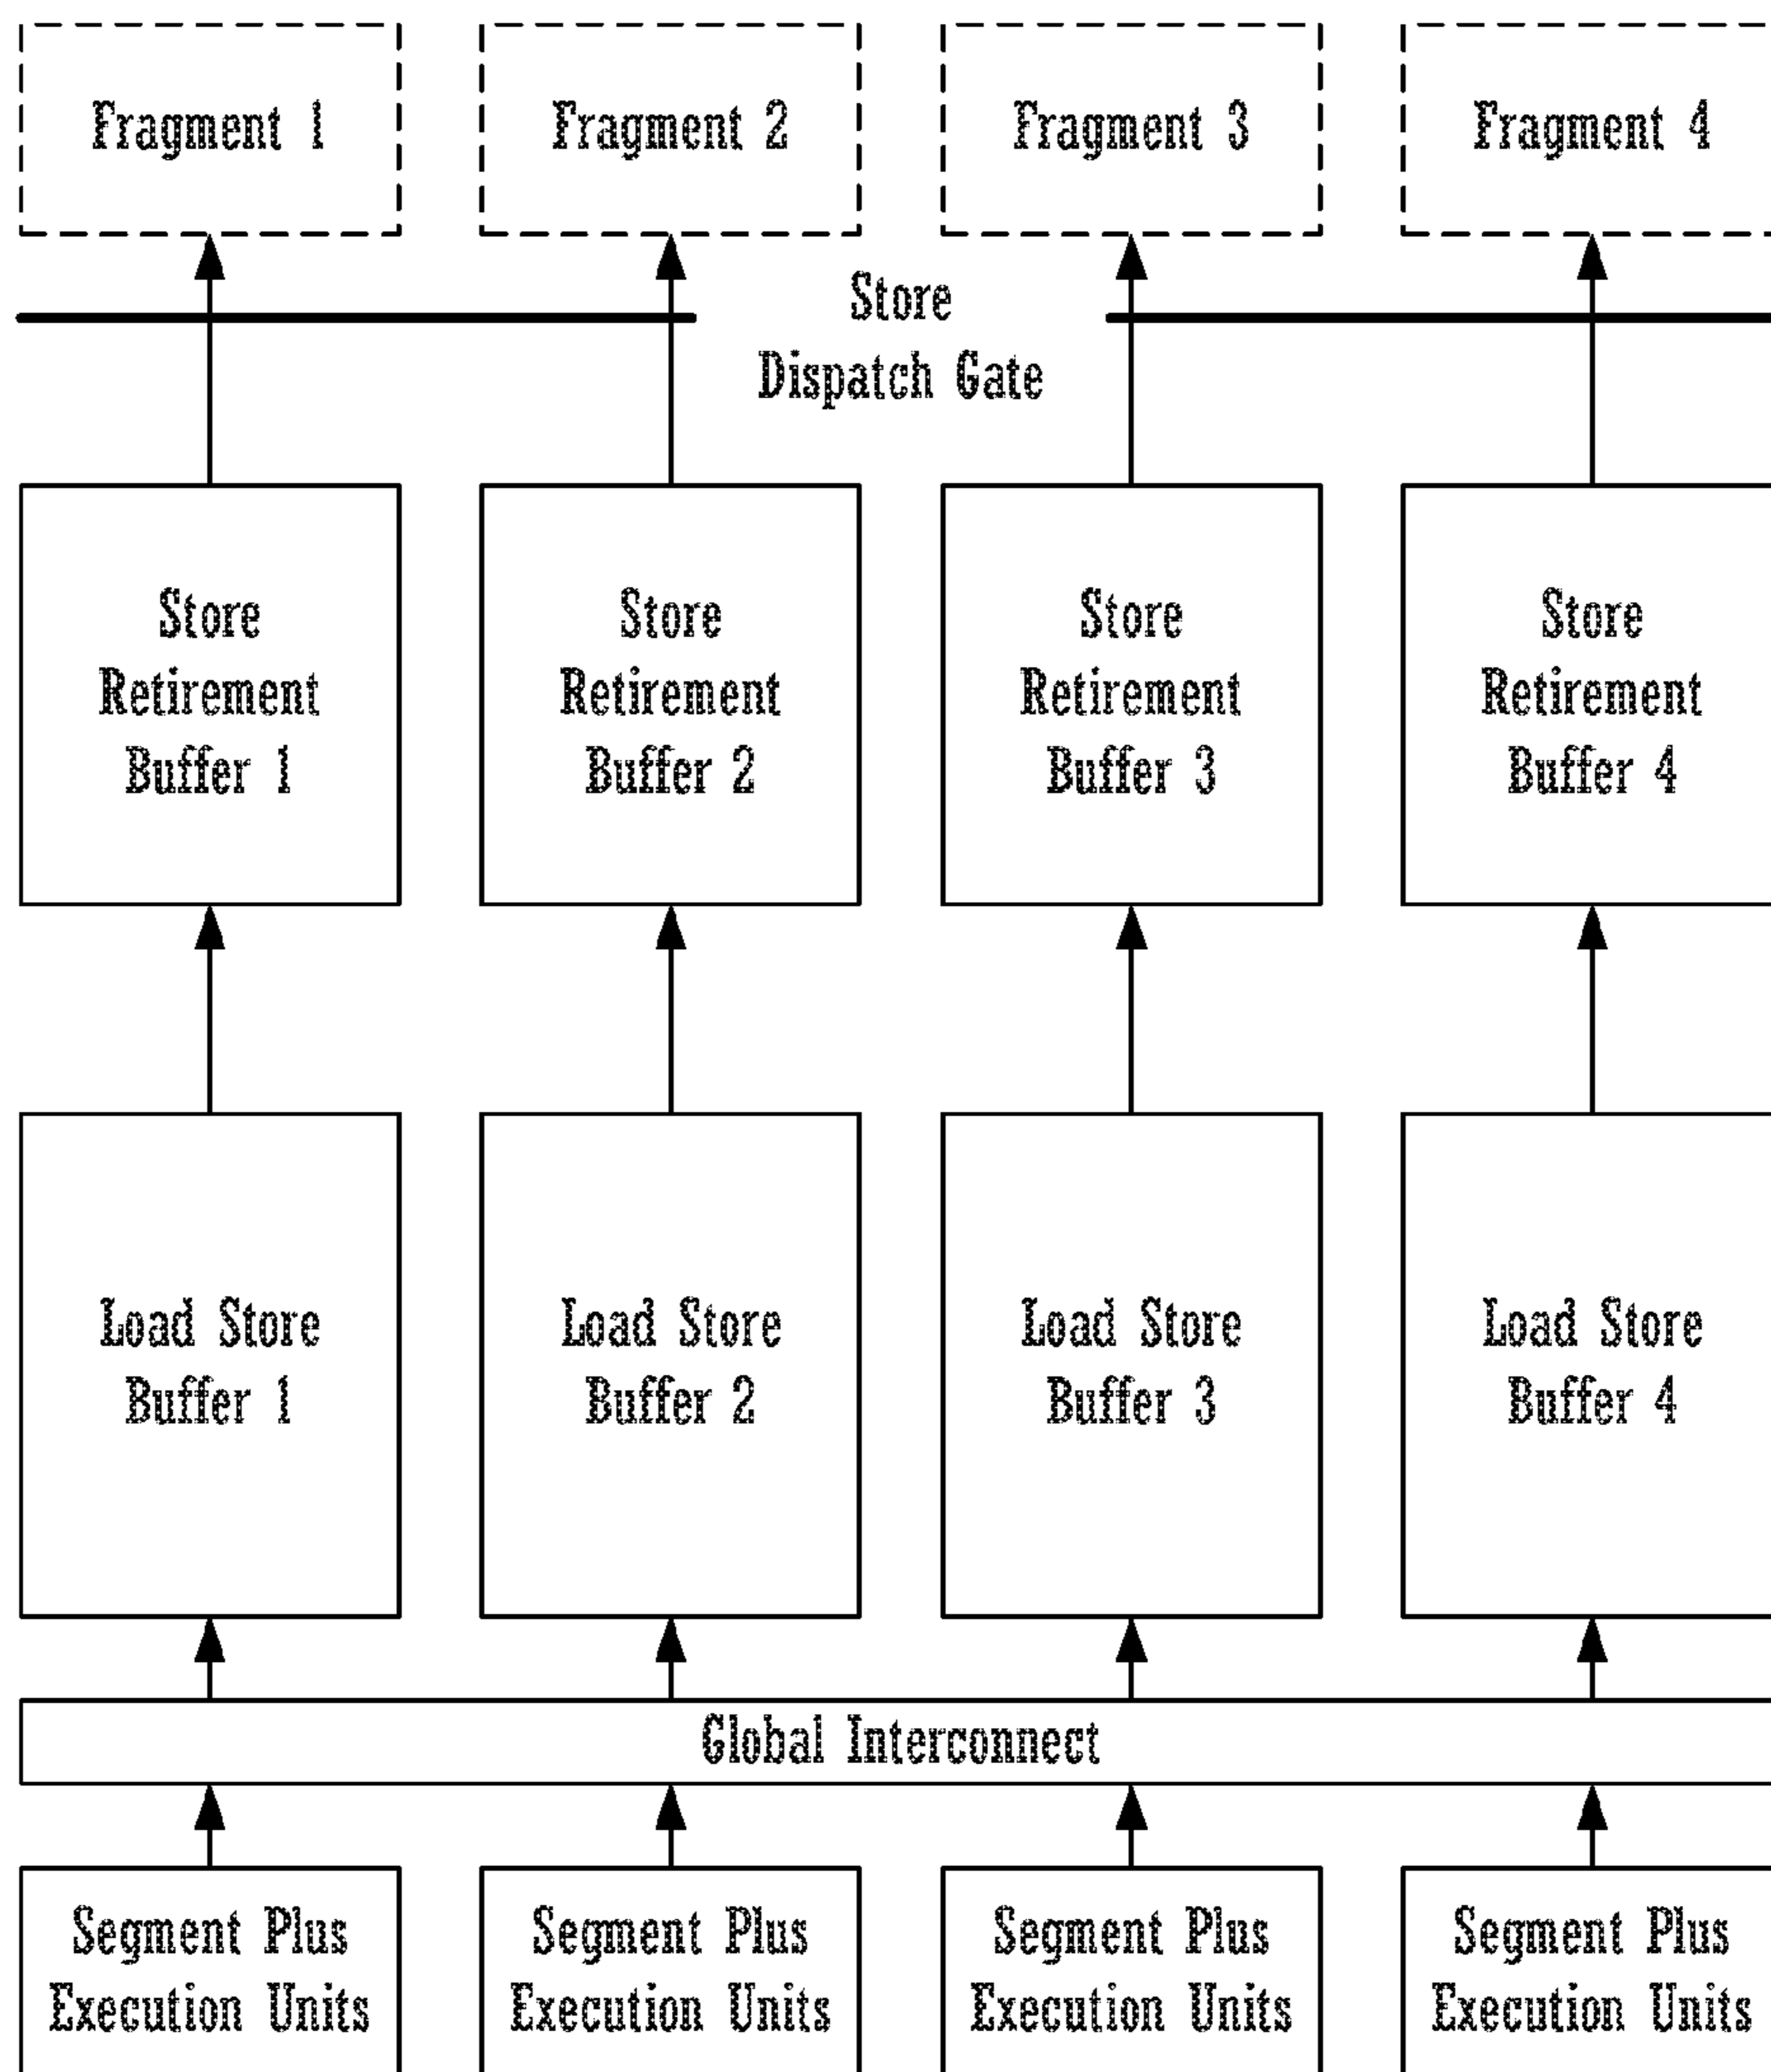 Fragment 1
Fragment 2
Fragment 3
Fragment 4
Store
Dispatch Gate
Store
Retirement
Buffer 1
Store
Retirement
Buffer 2
Store
Retirement
Buffer 3
Store
Retirement
Buffer 4
Load Store
Buffer 1
Load Store
Buffer 2
Load Store
Buffer 3
Load Store
Buffer 4
Global Interconnect
Segment Plus
Execution Units
Segment Plus
Execution Units
Segment Plus
Execution Units
Segment Plus
Execution Units